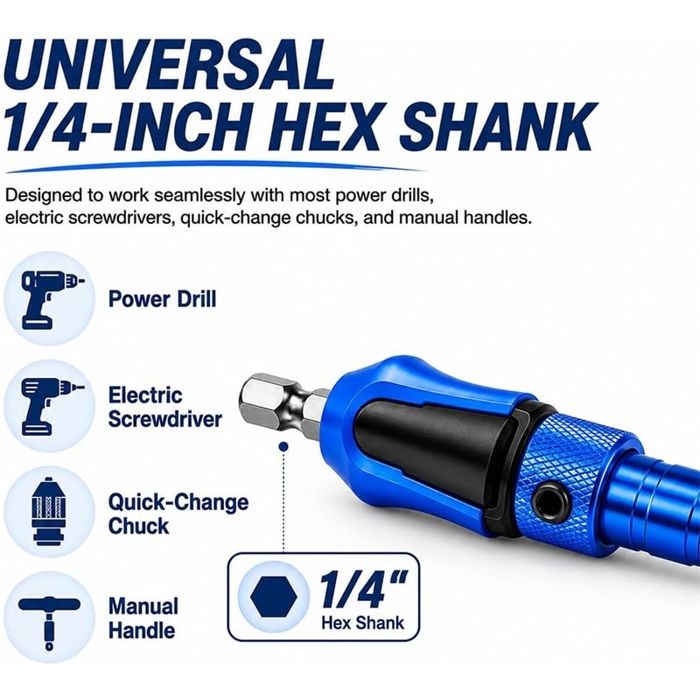 UNIVERSAL
1/4-INCH HEX SHANK
Designed to work seamlessly with most power drills,
electric screwdrivers, quick-change chucks, and manual handles.
Power Drill
Electric
Screwdriver
Quick-Change
Chuck
Manual
Handle
1/4“
Hex Shank